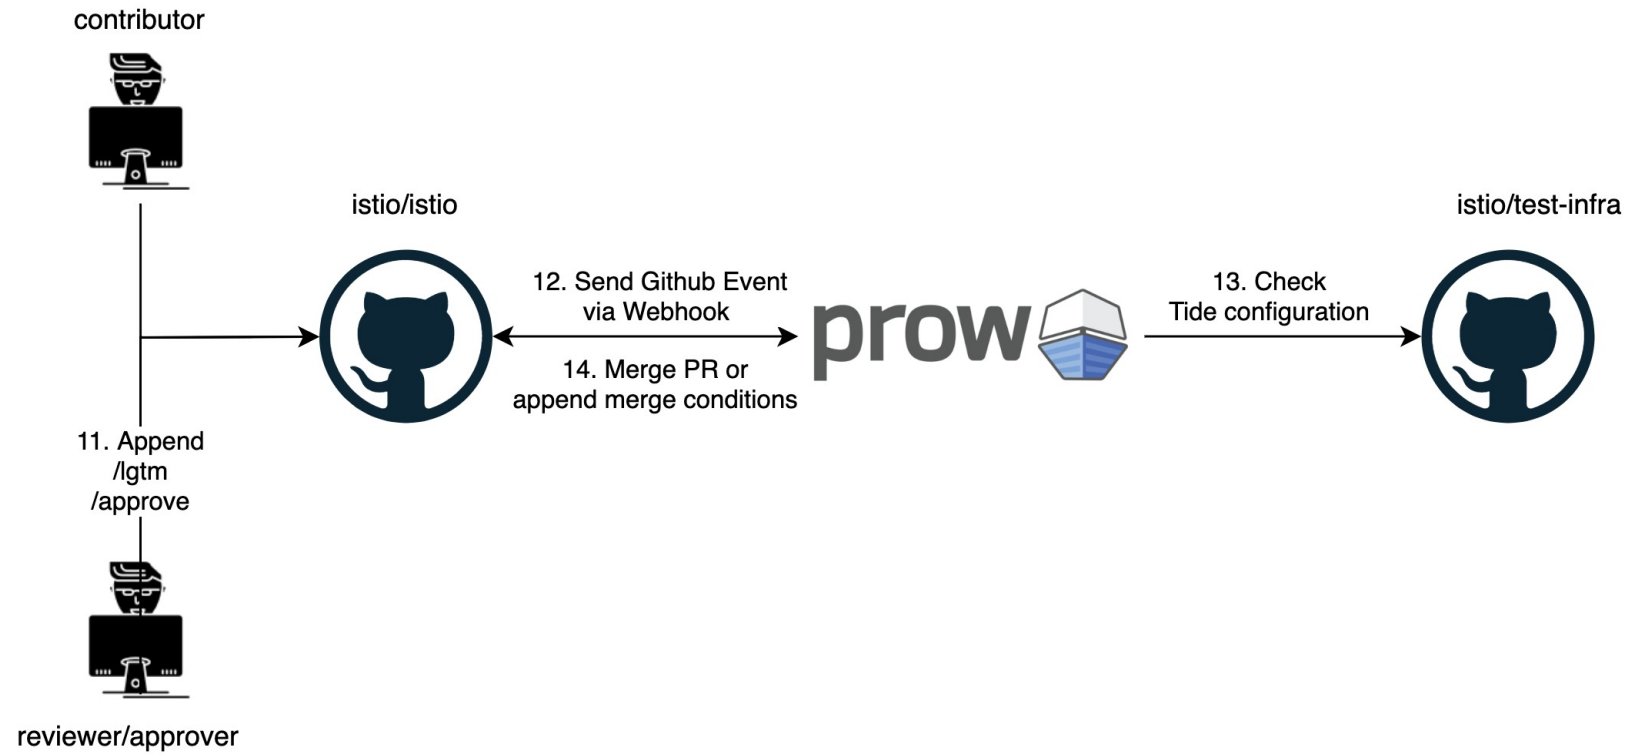 contributor
istio/istio
istio/test-infra
12. Send Github Event
via Webhook
13. Check
Tide configuration
prow
14. Merge PR or
append merge conditions
11. Append
/lgtm
/approve
reviewer/approver